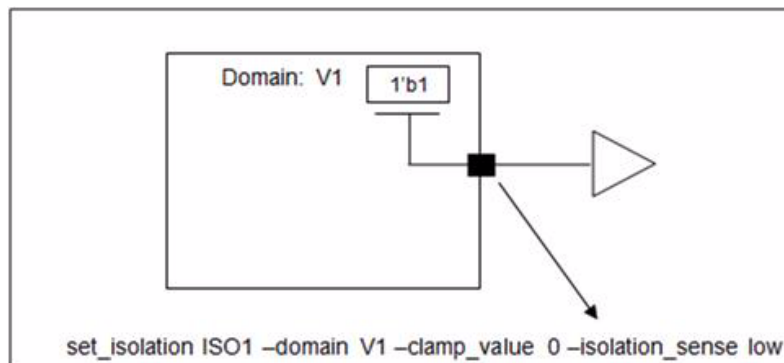 Domain: V1
1'b1
set_isolation ISO1 –domain V1 –clamp_value 0 –isolation_sense low